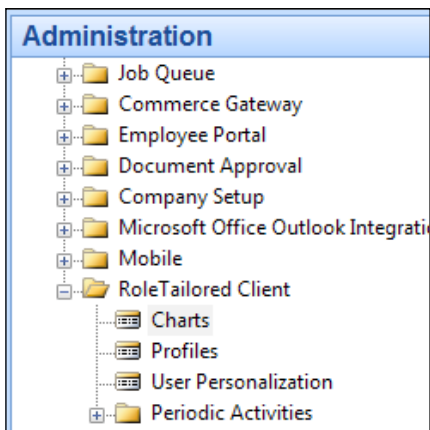 Administration
Job Queue
Commerce Gateway
Employee Portal
Document Approval
Company Setup
Microsoft Office Outlook
Mobile
RoleTailored Client
Charts
Profiles
User Personalization
Periodic Activities